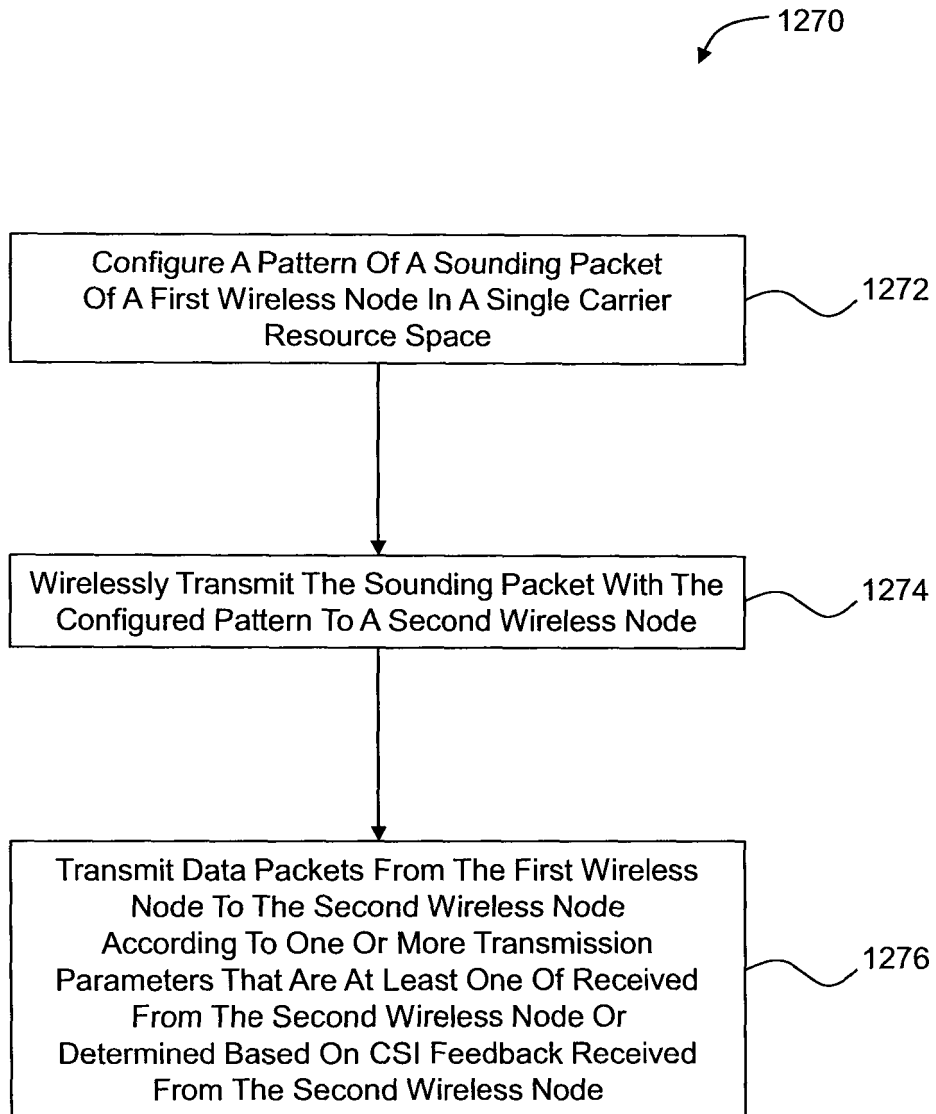 1270
Configure A Pattern Of A Sounding Packet
Of A First Wireless Node In A Single Carrier
Resource Space
1272
Wirelessly Transmit The Sounding Packet With The
Configured Pattern To A Second Wireless Node
1274
Transmit Data Packets From The First Wireless
Node To The Second Wireless Node
According To One Or More Transmission
Parameters That Are At Least One Of Received
From The Second Wireless Node Or
Determined Based On CSI Feedback Received
From The Second Wireless Node
1276